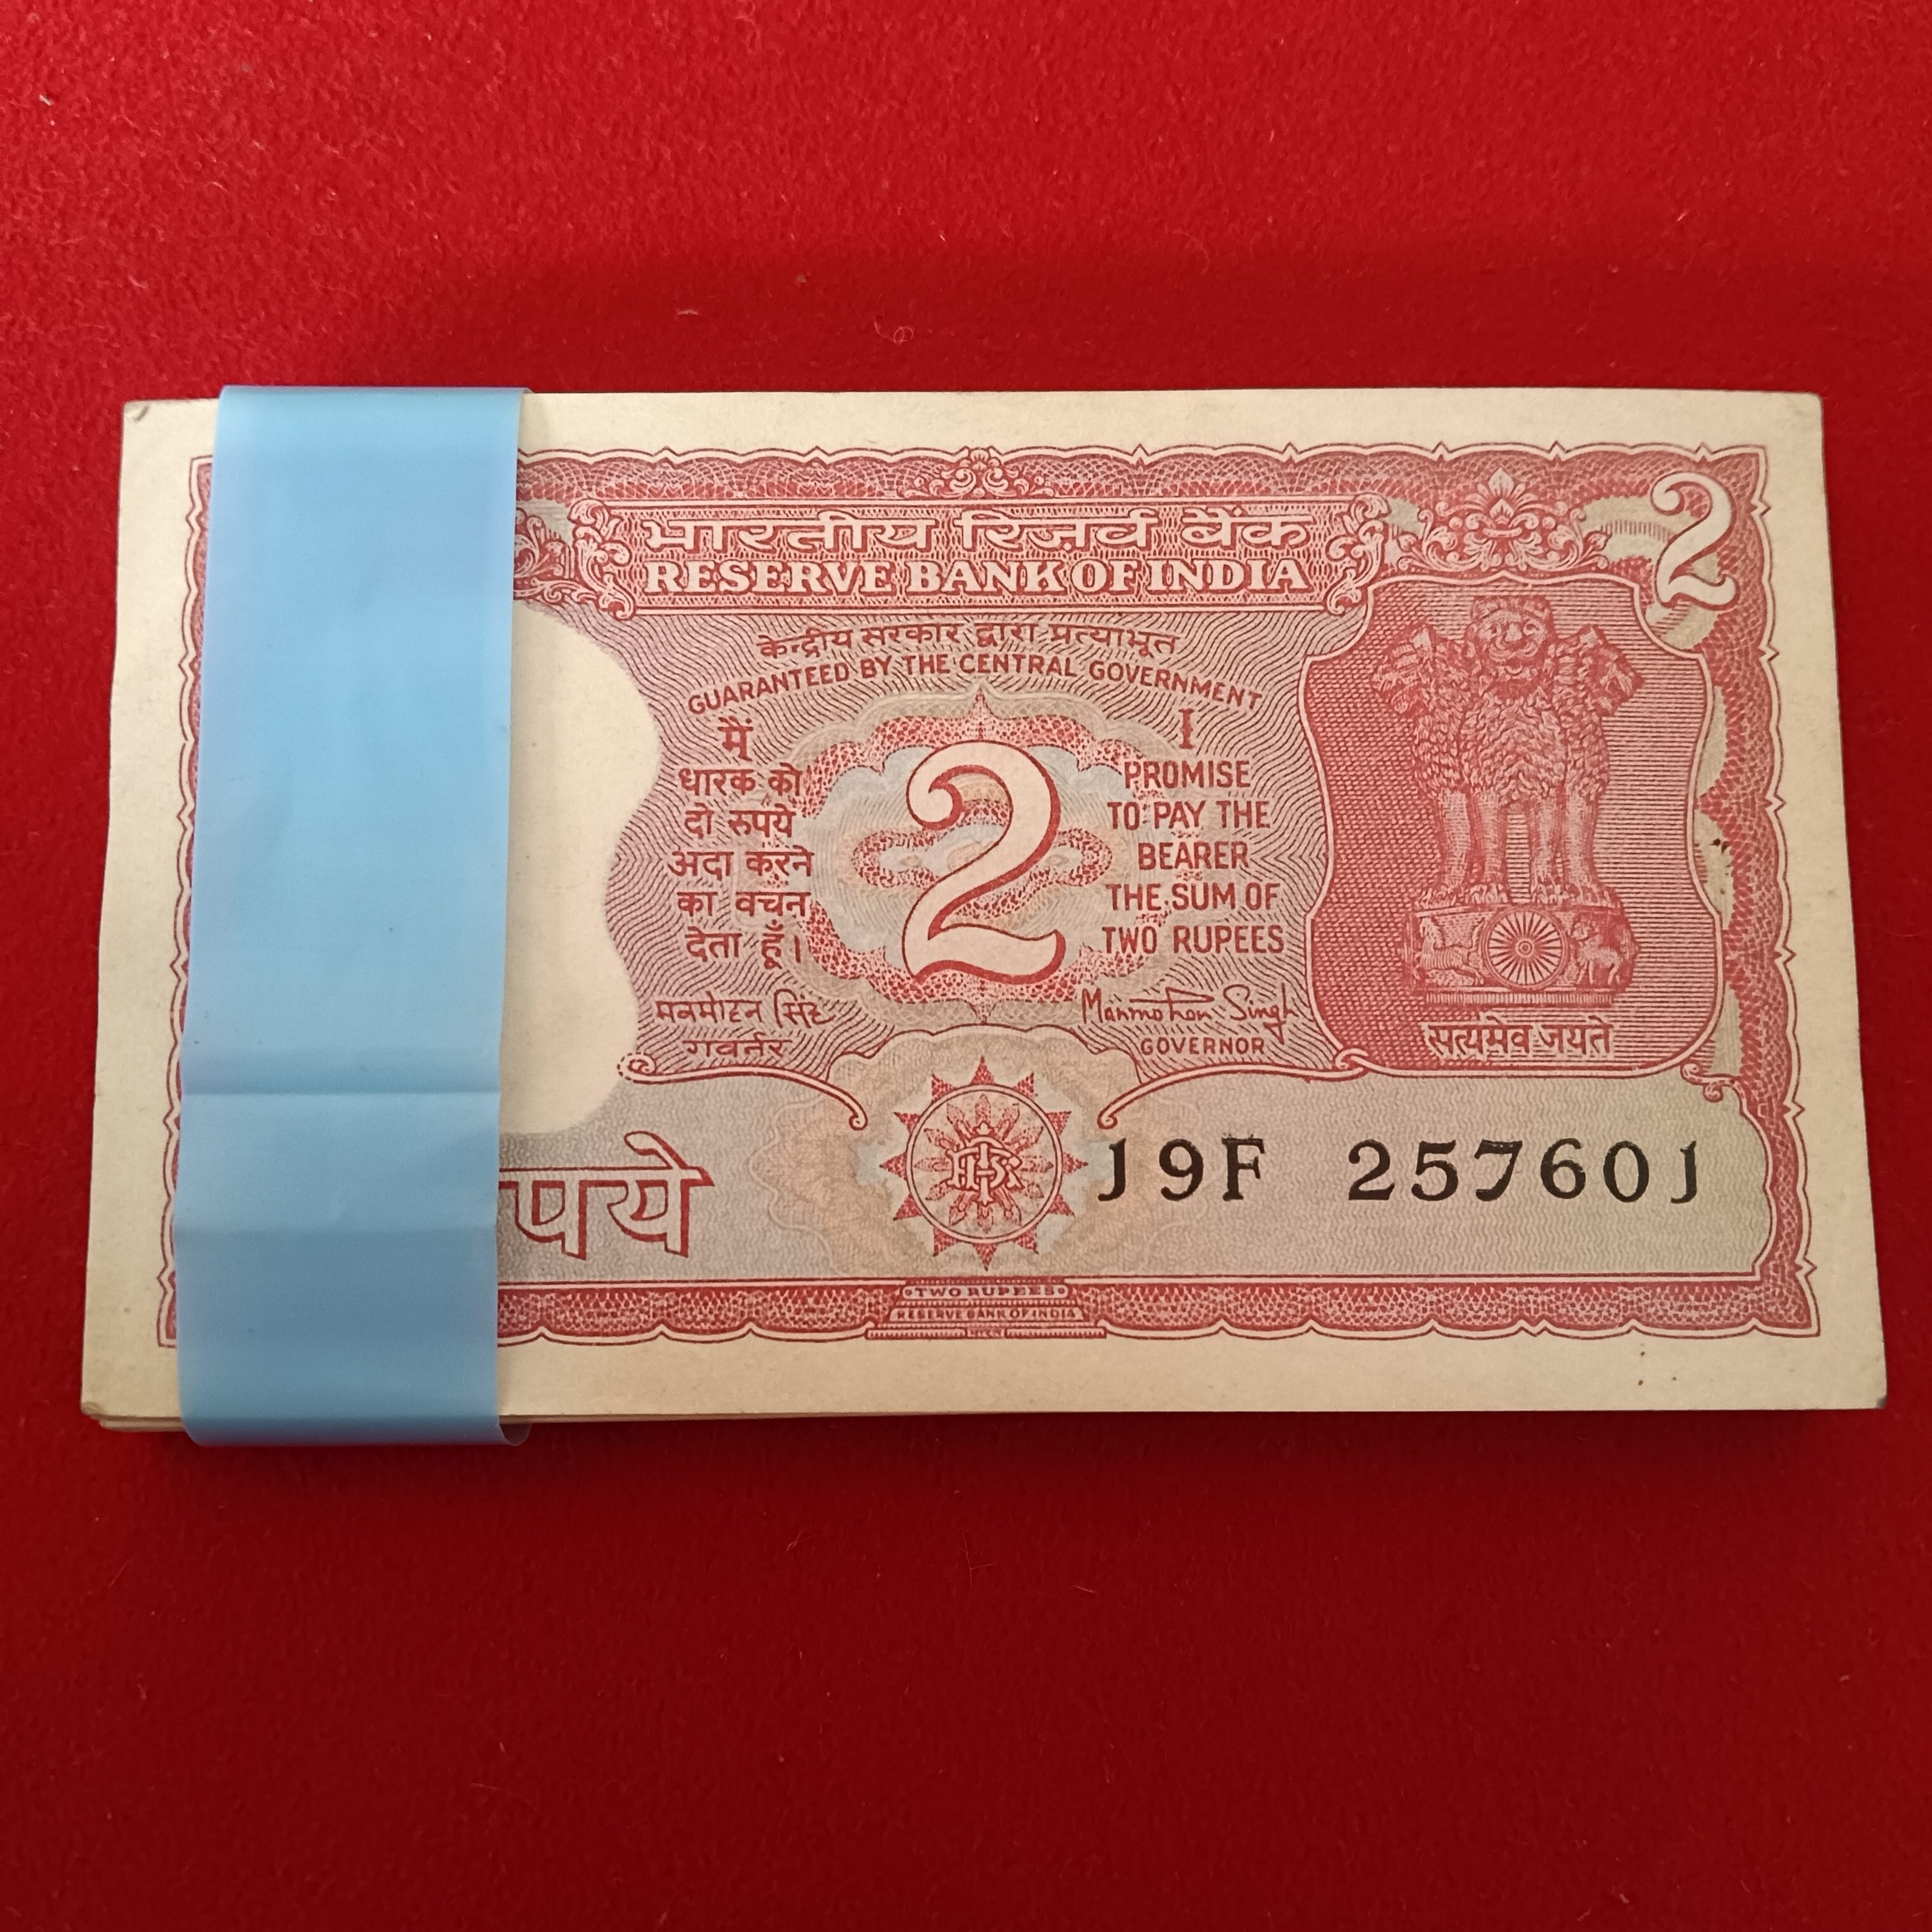 भारतीय रिज़र्व बैंक
RESERVE BANK OF INDIA
2
केन्द्रीय सरकार द्वारा प्रत्याभूत
GUARANTEED BY THE CENTRAL GOVERNMENT
मैं
धारक को
दो रुपये
अदा करने
का वचन
देता हूँ।
2
I
PROMISE
TO PAY THE
BEARER
THE SUM OF
TWO RUPEES
मनमोहन सिंह
गवर्नर
Manmohan Singh
GOVERNOR
सत्यमेव जयते
पये
J9F 257601
TWO RUPEES
RESERVE BANK OF INDIA